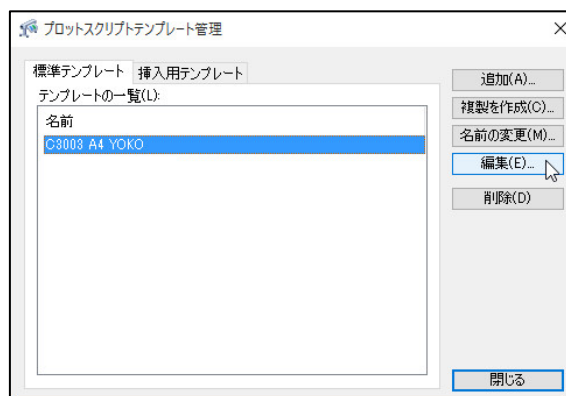 プロットスクリプトテンプレート管理
標準テンプレート 挿入用テンプレート
テンプレートの一覧(L):
名前
C3003 A4 YOKO
追加(A)...
複製を作成(C)...
名前の変更(M)...
編集(E)...
削除(D)
閉じる